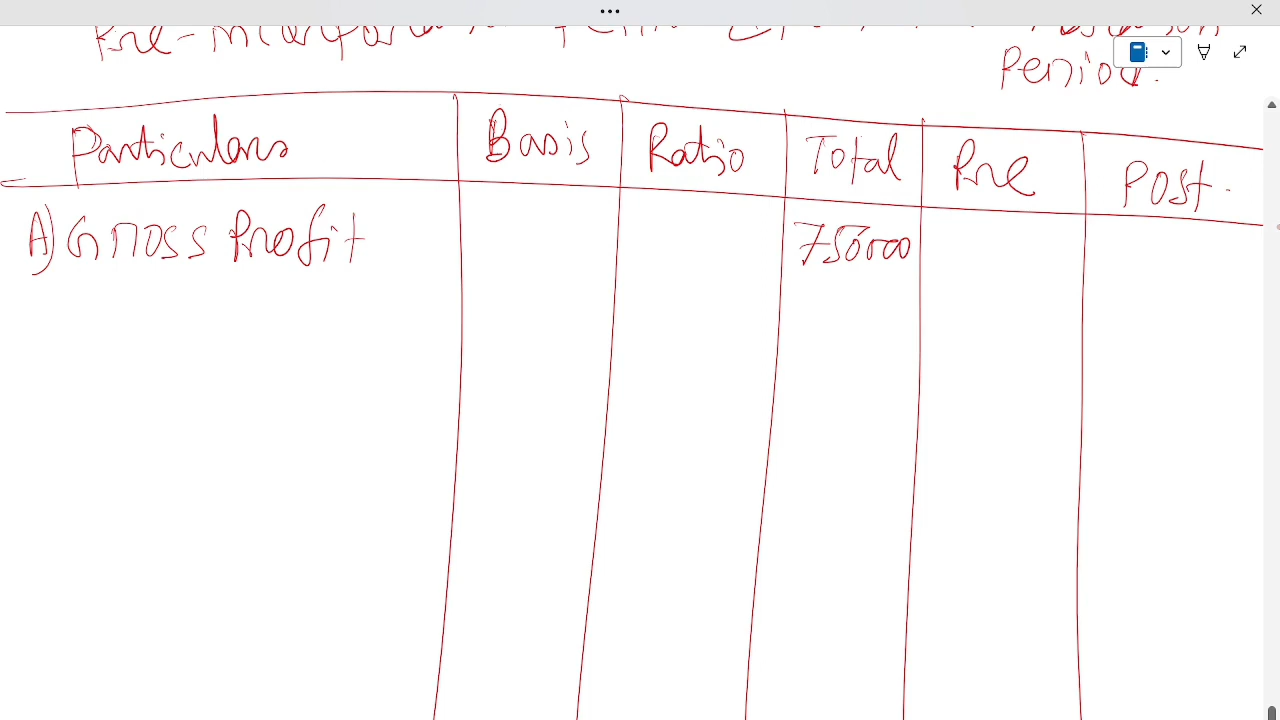 Period.
Particulars Basis Ratio Total Pre Post.
A) Gross Profit 750000